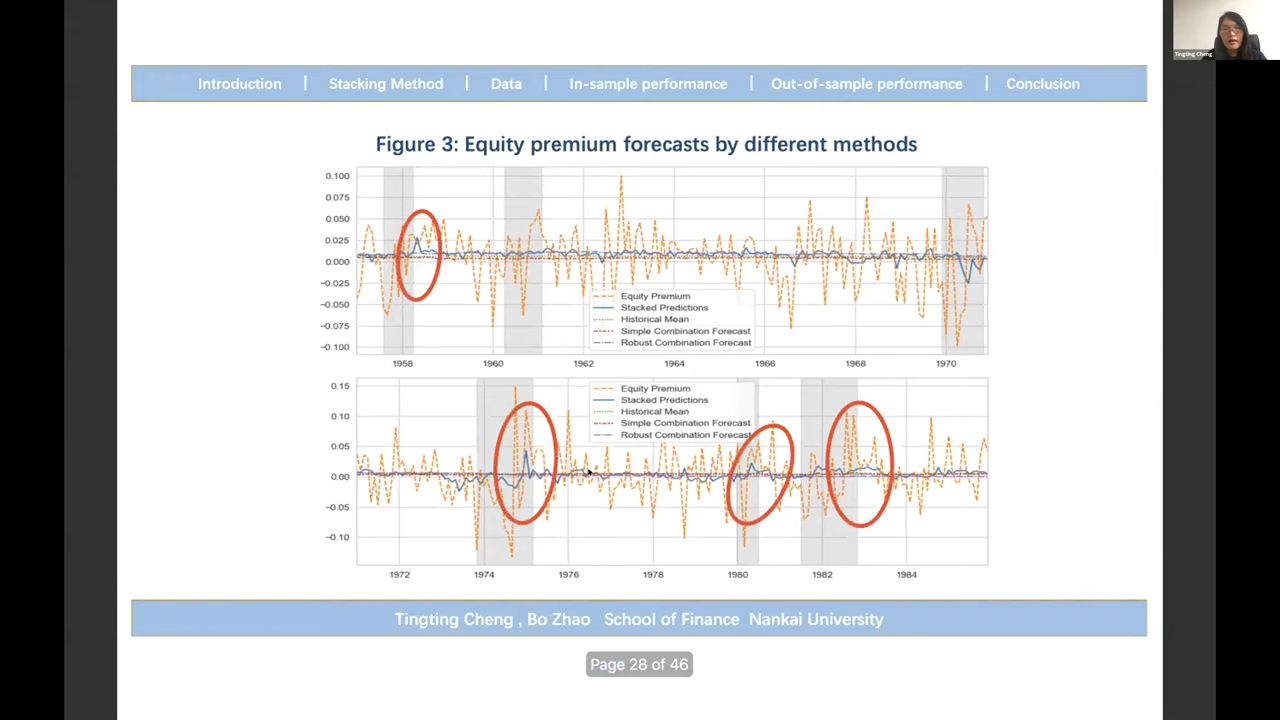 Tingting Cheng
Introduction | Stacking Method | Data | In-sample performance | Out-of-sample performance | Conclusion
Figure 3: Equity premium forecasts by different methods
0.100
0.075
0.050
0.025
0.000
−0.025
−0.050
−0.075
−0.100
Equity Premium
Stacked Predictions
Historical Mean
Simple Combination Forecast
Robust Combination Forecast
1958 1960 1962 1964 1966 1968 1970
0.15
0.10
0.05
0.00
−0.05
−0.10
Equity Premium
Stacked Predictions
Historical Mean
Simple Combination Forecast
Robust Combination Forecast
1972 1974 1976 1978 1980 1982 1984
Tingting Cheng , Bo Zhao School of Finance Nankai University
Page 28 of 46